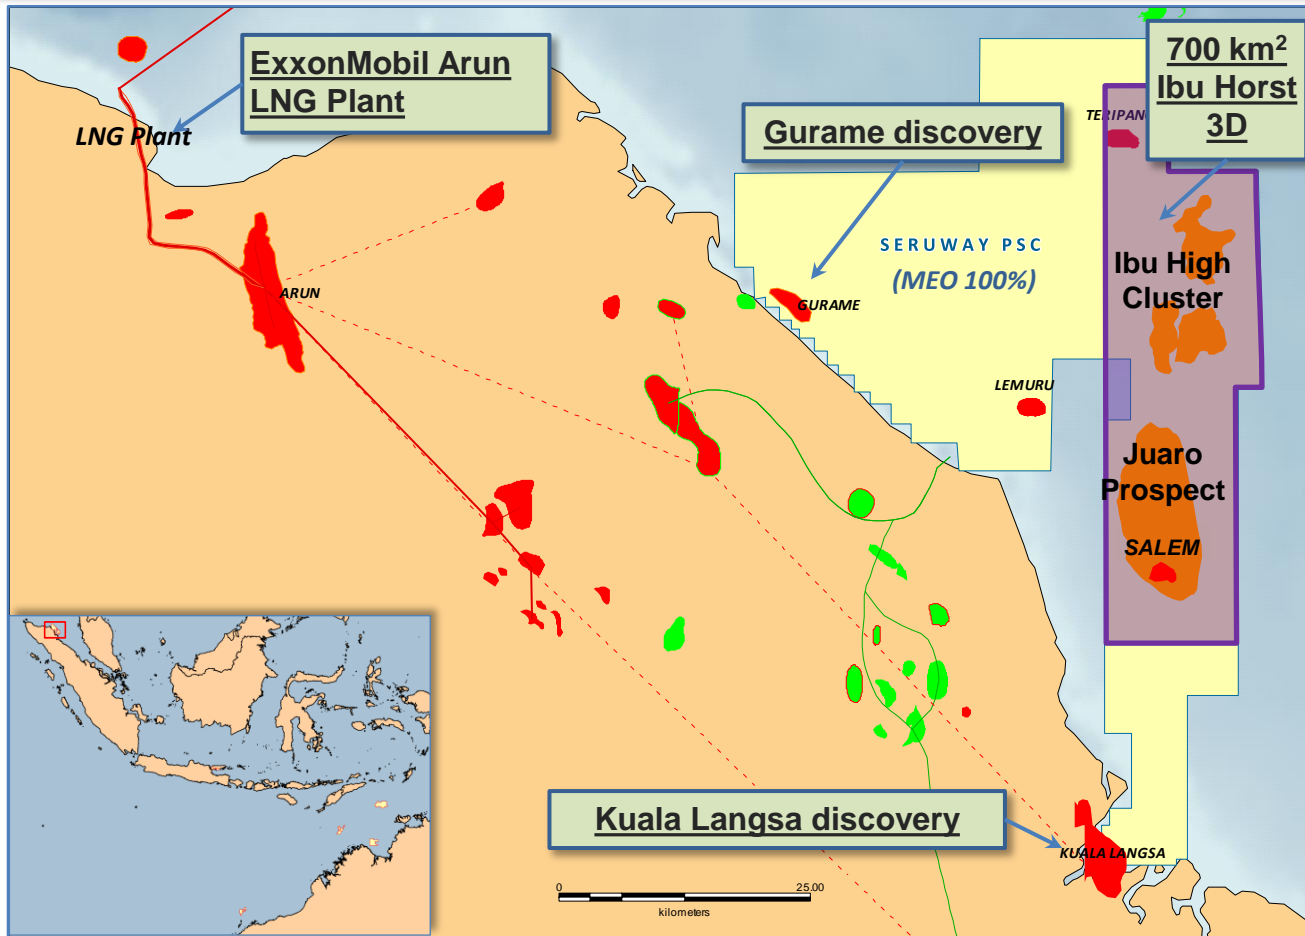 ExxonMobil Arun
LNG Plant
LNG Plant
700 km²
Ibu Horst
3D
Gurame discovery
SERUWAY PSC
(MEO 100%)
Ibu High
Cluster
ARUN
GURAME
LEMURU
Juaro
Prospect
SALEM
Kuala Langsa discovery
KUALA LANGSA
0
25.00
kilometers